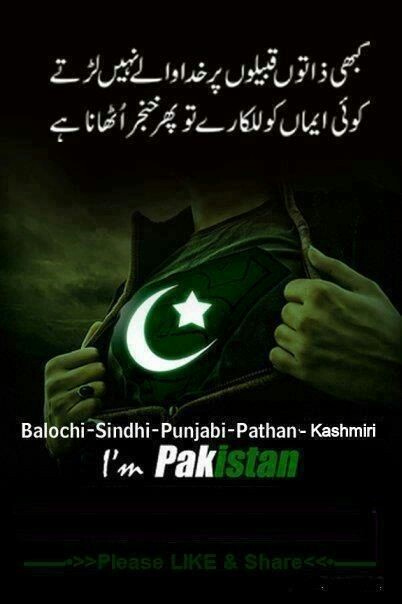 کبھی ذاتوں قبیلوں پر خدا والے نہیں لڑتے
کوئی ایماں کو للکارے تو پھر خنجر اُٹھانا ہے
Balochi-Sindhi-Punjabi-Pathan- Kashmiri
I'm Pakistan
•>>Please LIKE & Share<<•